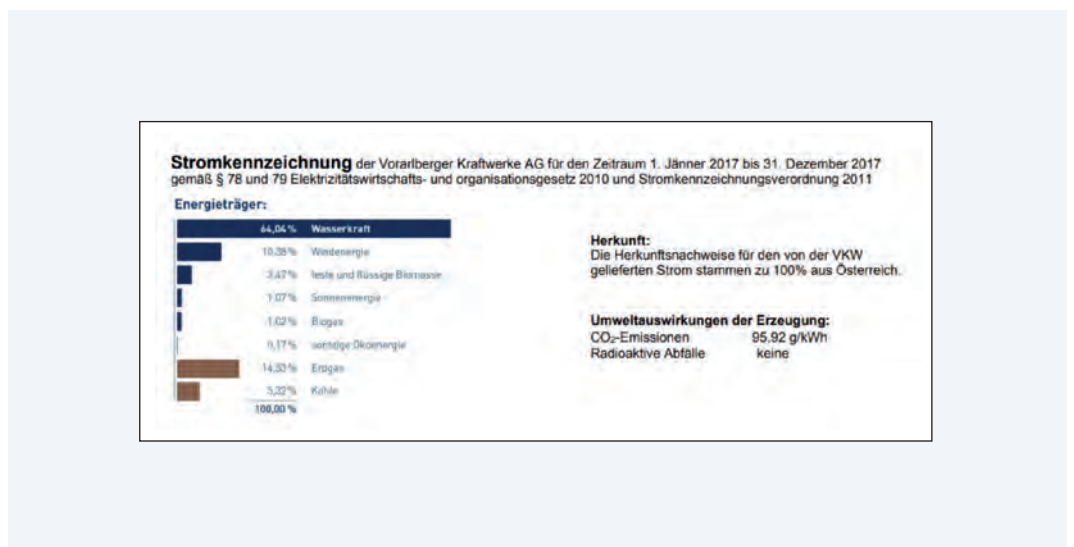 Stromkennzeichnung der Vorarlberger Kraftwerke AG für den Zeitraum 1. Jänner 2017 bis 31. Dezember 2017
gemäß § 78 und 79 Elektrizitätswirtschafts- und organisationsgesetz 2010 und Stromkennzeichnungsverordnung 2011
Energieträger:
64,04 % Wasserkraft
10,38 % Windenergie
3,47 % feste und flüssige Biomasse
1,07 % Sonnenenergie
1,02 % Biogas
0,17 % sonstige Ökoenergie
14,53 % Erdgas
5,32 % Kohle
100,00 %
Herkunft:
Die Herkunftsnachweise für den von der VKW
gelieferten Strom stammen zu 100% aus Österreich.
Umweltauswirkungen der Erzeugung:
CO₂-Emissionen 95,92 g/kWh
Radioaktive Abfälle keine